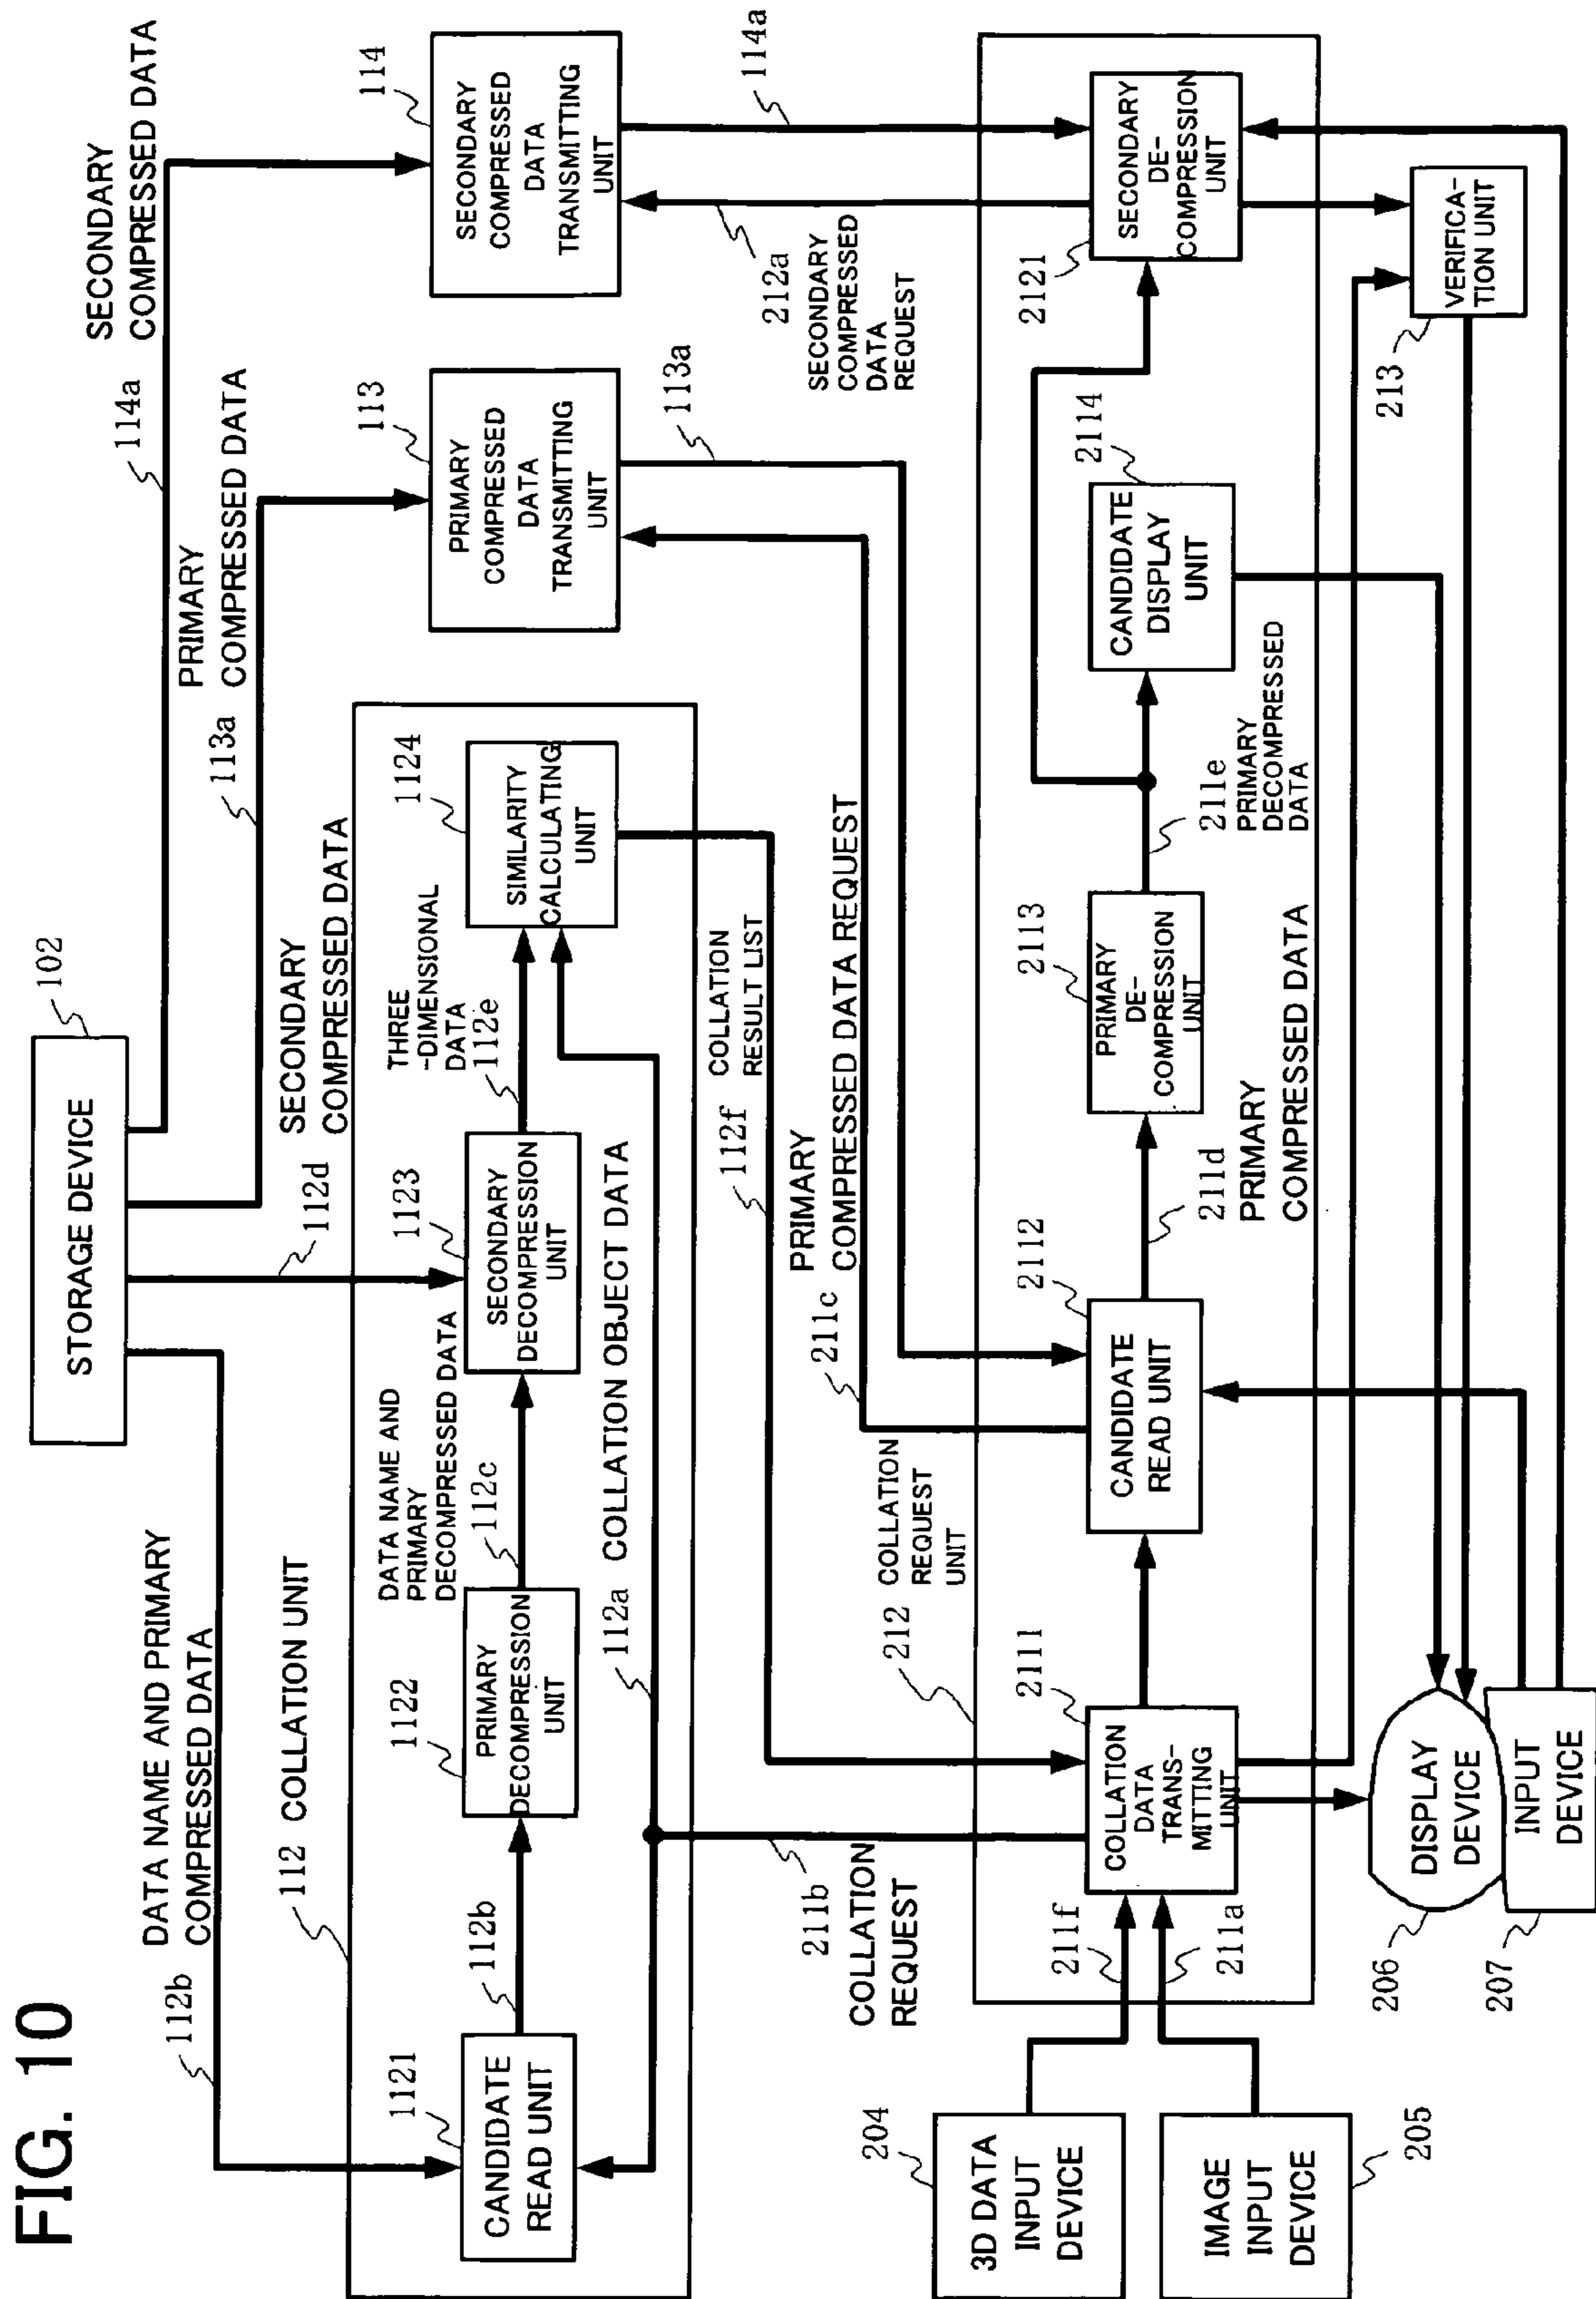 FIG. 10
STORAGE DEVICE
102
DATA NAME AND PRIMARY
COMPRESSED DATA
112b
112d
SECONDARY
COMPRESSED DATA
113a
PRIMARY
COMPRESSED DATA
114a
SECONDARY
COMPRESSED DATA
112 COLLATION UNIT
1121
CANDIDATE
READ UNIT
112b
1122
PRIMARY
DECOMPRESSION
UNIT
DATA NAME AND
PRIMARY
DECOMPRESSED DATA
112c
1123
SECONDARY
DECOMPRESSION
UNIT
THREE
-DIMENSIONAL
DATA
112e
1124
SIMILARITY
CALCULATING
UNIT
113
PRIMARY
COMPRESSED
DATA
TRANSMITTING
UNIT
114
SECONDARY
COMPRESSED
DATA
TRANSMITTING
UNIT
112a COLLATION OBJECT DATA
112f
COLLATION
RESULT LIST
211c
PRIMARY
COMPRESSED DATA REQUEST
113a
212a
SECONDARY
COMPRESSED
DATA
REQUEST
114a
211b
COLLATION
REQUEST
212
COLLATION
REQUEST
UNIT
204
3D DATA
INPUT
DEVICE
205
IMAGE
INPUT
DEVICE
211f
211a
2111
COLLATION
DATA
TRANS-
MITTING
UNIT
2112
CANDIDATE
READ UNIT
211d
PRIMARY
COMPRESSED DATA
2113
PRIMARY
DE-
COMPRESSION
UNIT
211e
PRIMARY
DECOMPRESSED
DATA
2114
CANDIDATE
DISPLAY
UNIT
2121
SECONDARY
DE-
COMPRESSION
UNIT
213
VERIFICA-
TION UNIT
206
DISPLAY
DEVICE
207
INPUT
DEVICE